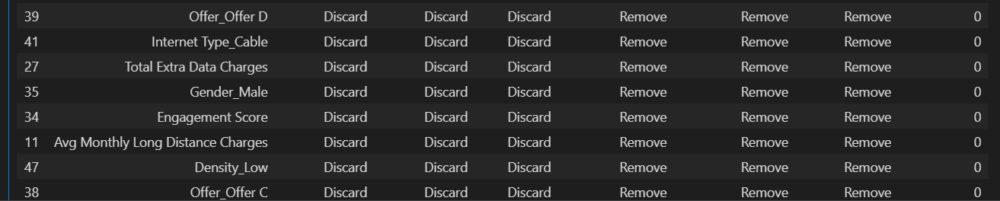 39 Offer_Offer D Discard Discard Discard Remove Remove Remove 0
41 Internet Type_Cable Discard Discard Discard Remove Remove Remove 0
27 Total Extra Data Charges Discard Discard Discard Remove Remove Remove 0
35 Gender_Male Discard Discard Discard Remove Remove Remove 0
34 Engagement Score Discard Discard Discard Remove Remove Remove 0
11 Avg Monthly Long Distance Charges Discard Discard Discard Remove Remove Remove 0
47 Density_Low Discard Discard Discard Remove Remove Remove 0
38 Offer_Offer C Discard Discard Discard Remove Remove Remove 0